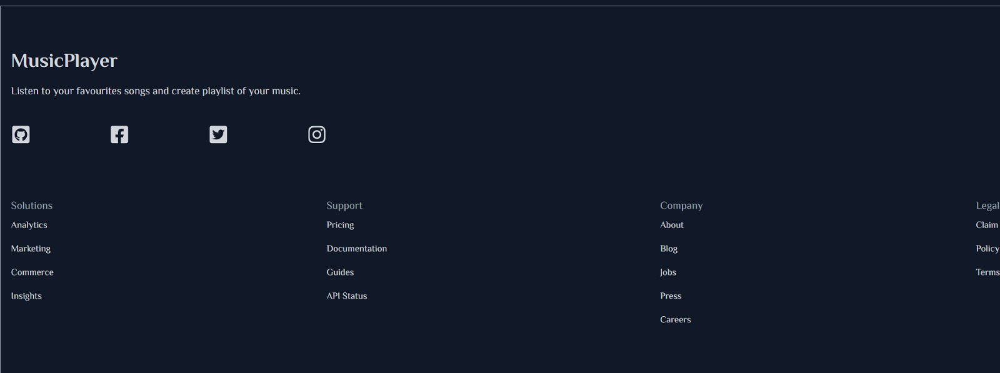 MusicPlayer
Listen to your favourites songs and create playlist of your music.
Solutions
Analytics
Marketing
Commerce
Insights
Support
Pricing
Documentation
Guides
API Status
Company
About
Blog
Jobs
Press
Careers
Legal
Claim
Policy
Terms